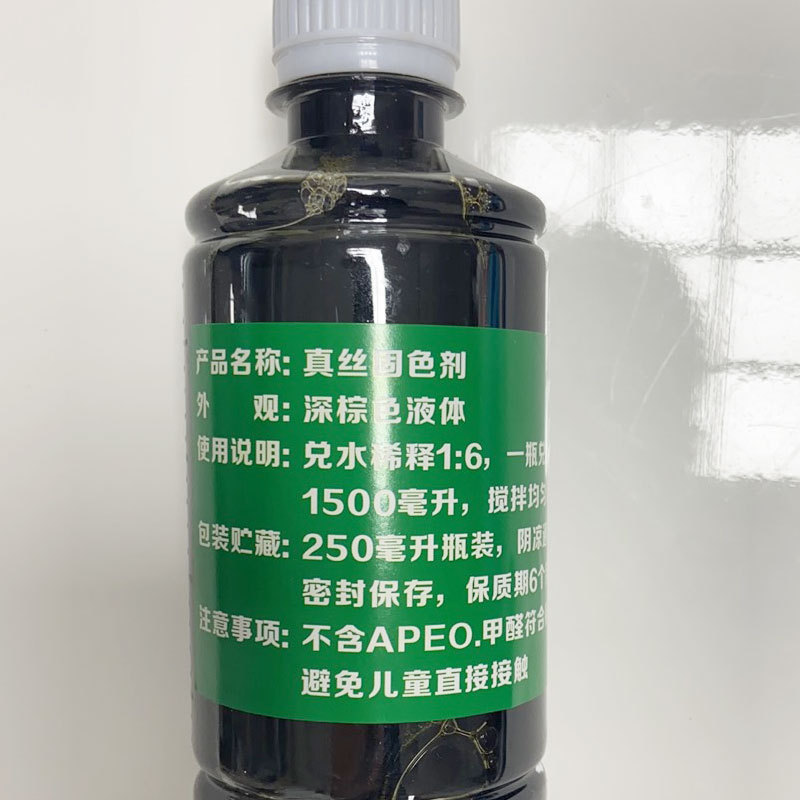 产品名称：真丝固色剂
外 观：深棕色液体
使用说明：兑水稀释1:6，一瓶兑
1500毫升，搅拌均匀
包装贮藏：250毫升瓶装，阴凉
密封保存，保质期6个
注意事项：不含APEO.甲醛符合
避免儿童直接接触